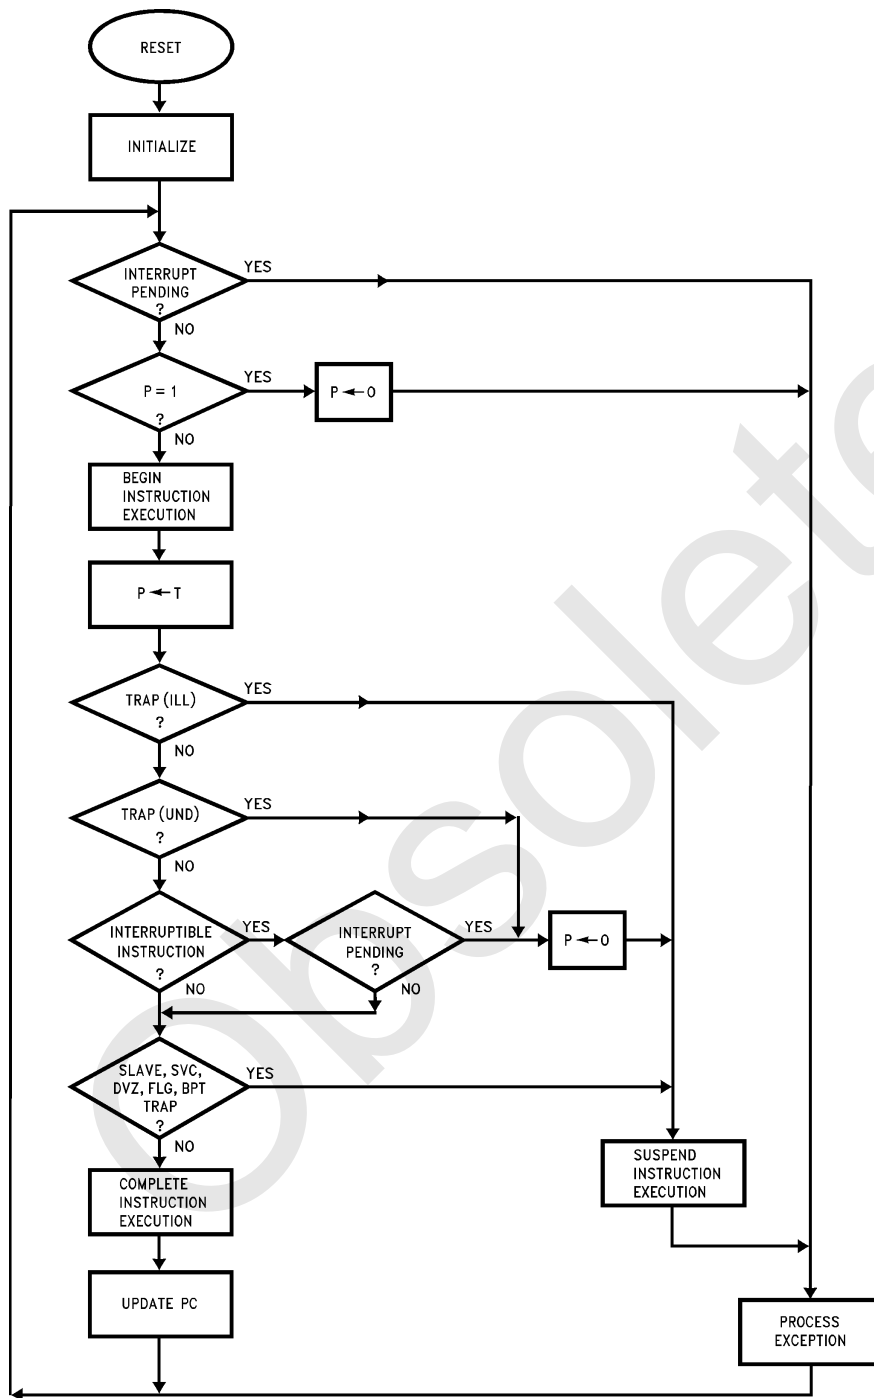 RESET
INITIALIZE
INTERRUPT
PENDING
?
YES
NO
P = 1
?
YES
P ← 0
NO
BEGIN
INSTRUCTION
EXECUTION
P ← T
TRAP (ILL)
?
YES
NO
TRAP (UND)
?
YES
NO
INTERRUPTIBLE
INSTRUCTION
?
YES
NO
INTERRUPT
PENDING
?
YES
NO
P ← 0
SLAVE, SVC,
DVZ, FLG, BPT
TRAP
?
YES
NO
SUSPEND
INSTRUCTION
EXECUTION
COMPLETE
INSTRUCTION
EXECUTION
UPDATE PC
PROCESS
EXCEPTION
Obsolete